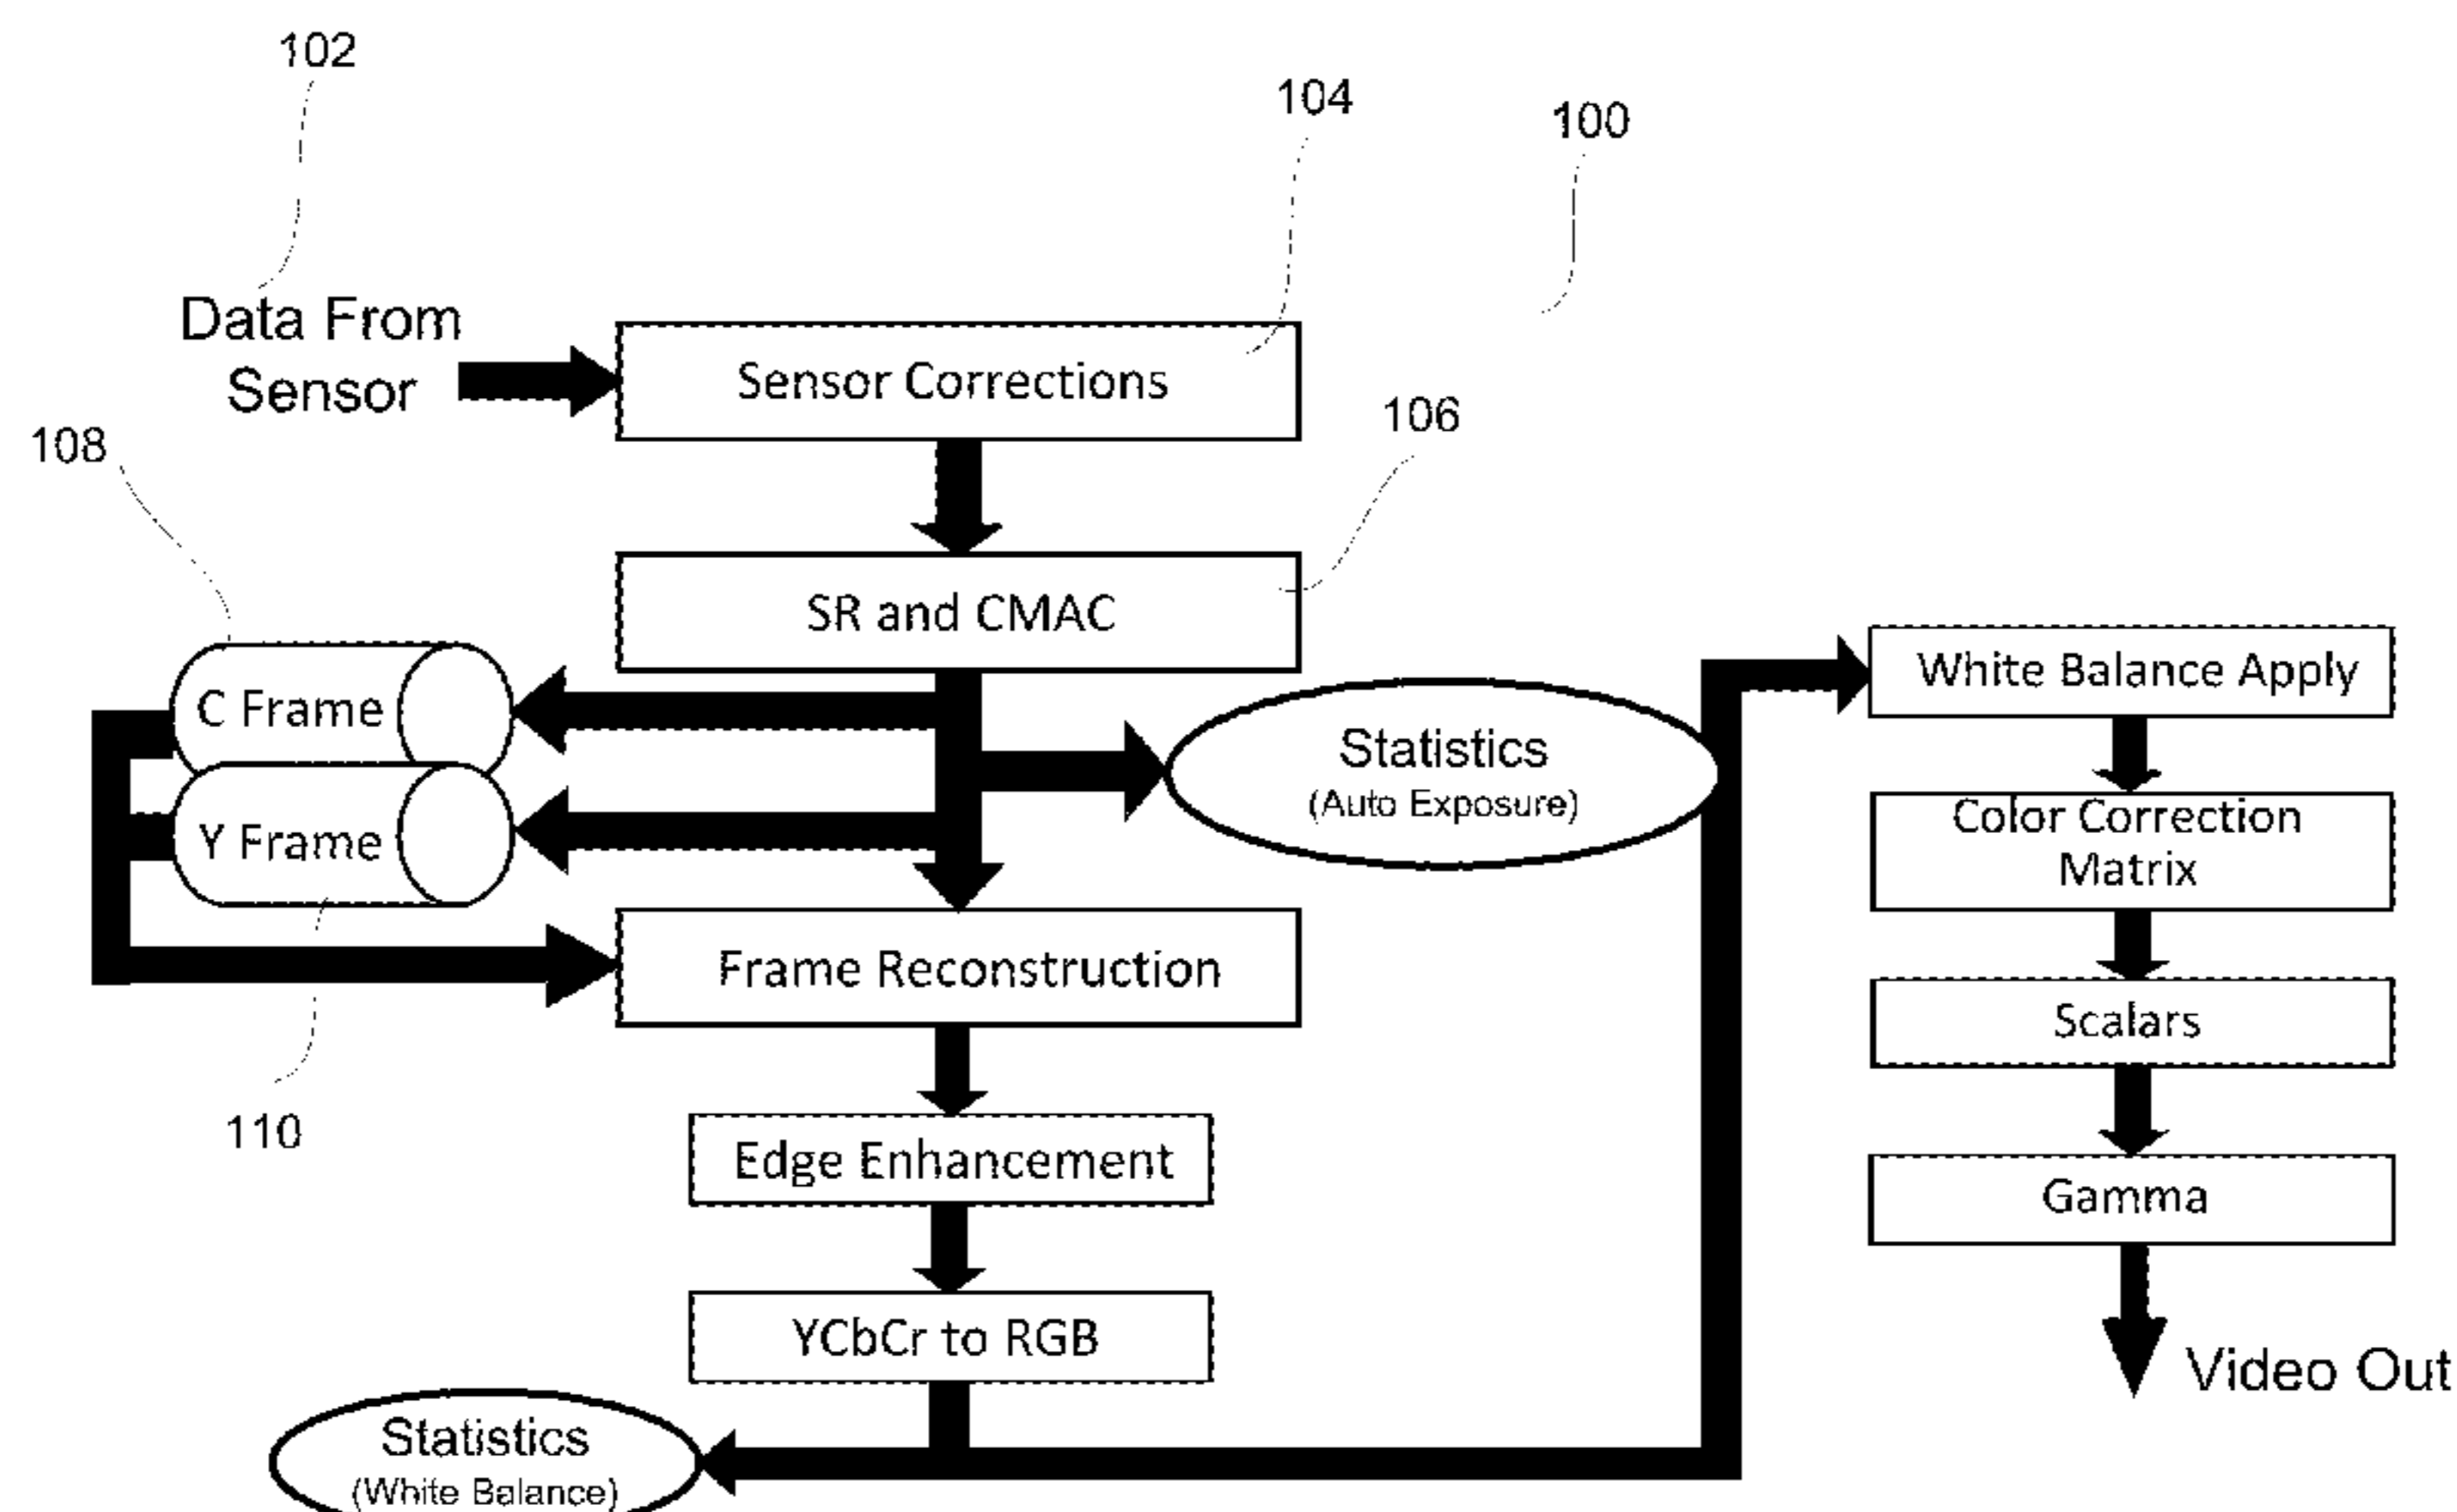 102
104
100
Data From
Sensor
Sensor Corrections
106
108
SR and CMAC
C Frame
Y Frame
Statistics
(Auto Exposure)
White Balance Apply
Color Correction
Matrix
Frame Reconstruction
Scalars
110
Edge Enhancement
Gamma
YCbCr to RGB
Video Out
Statistics
(White Balance)